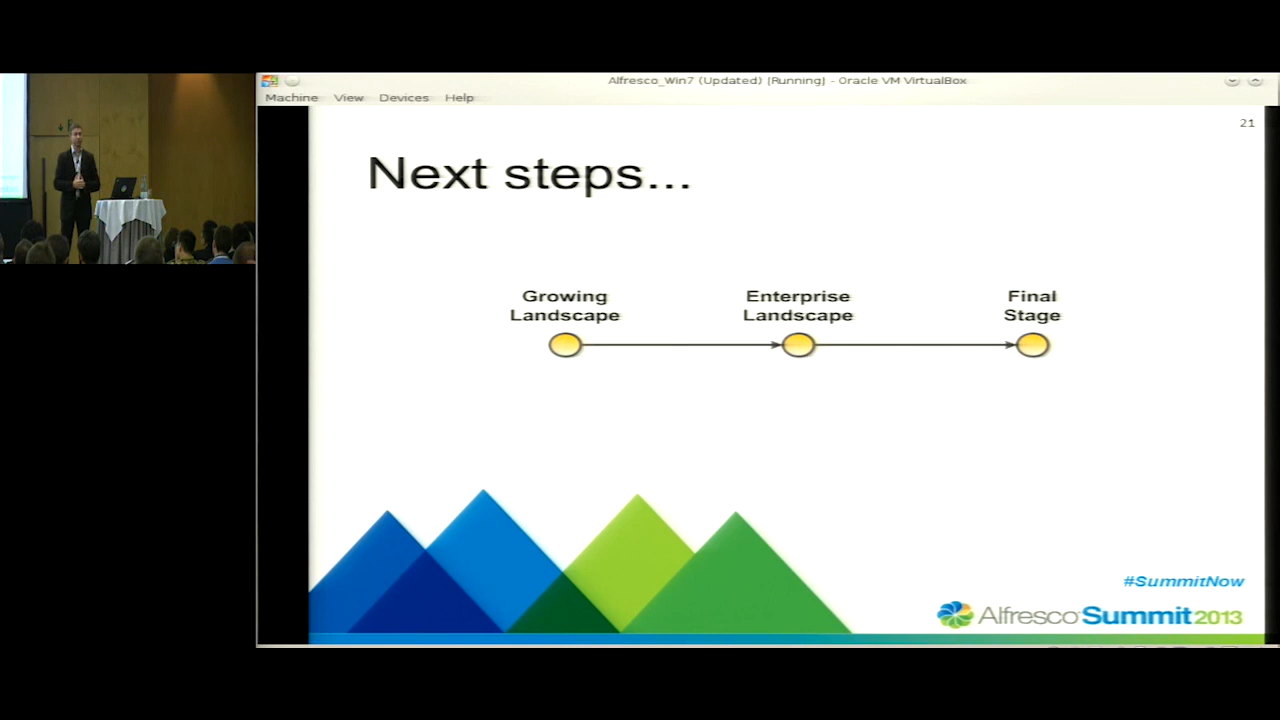 Alfresco_Win7 (Updated) [Running] - Oracle VM VirtualBox
Machine View Devices Help
21
Next steps...
Growing
Landscape
Enterprise
Landscape
Final
Stage
#SummitNow
Alfresco Summit 2013